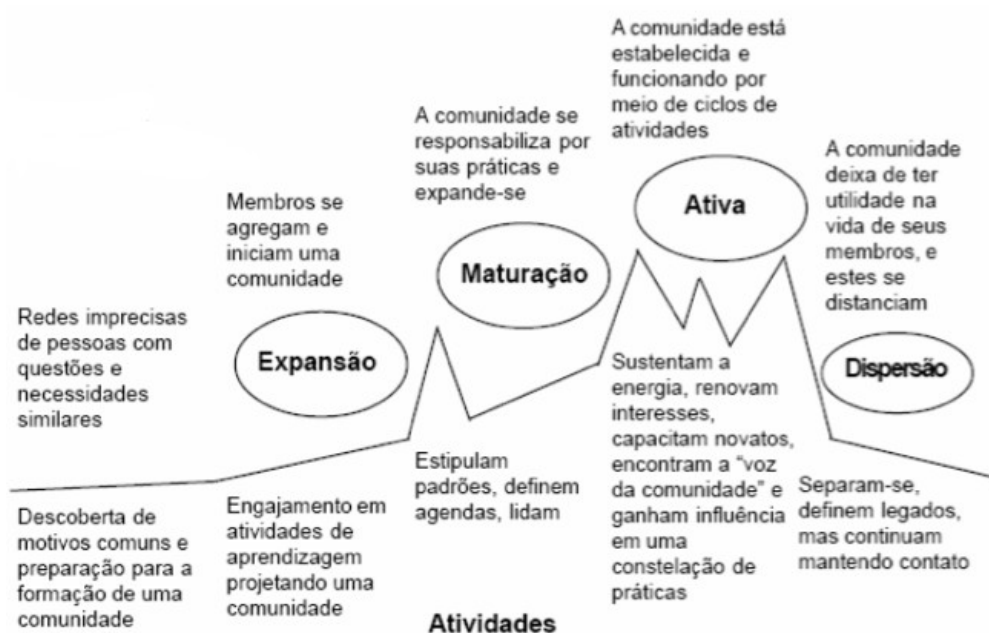 Redes imprecisas
de pessoas com
questões e
necessidades
similares
Descoberta de
motivos comuns e
preparação para a
formação de uma
comunidade
Membros se
agregam e
iniciam uma
comunidade
Expansão
Engajamento em
atividades de
aprendizagem
projetando uma
comunidade
A comunidade se
responsabiliza por
suas práticas e
expande-se
Maturação
Estipulam
padrões, definem
agendas, lidam
A comunidade está
estabelecida e
funcionando por
meio de ciclos de
atividades
Ativa
Sustentam a
energia, renovam
interesses,
capacitam novatos,
encontram a “voz
da comunidade” e
ganham influência
em uma
constelação de
práticas
A comunidade
deixa de ter
utilidade na
vida de seus
membros, e
estes se
distanciam
Dispersão
Separam-se,
definem legados,
mas continuam
mantendo contato
Atividades